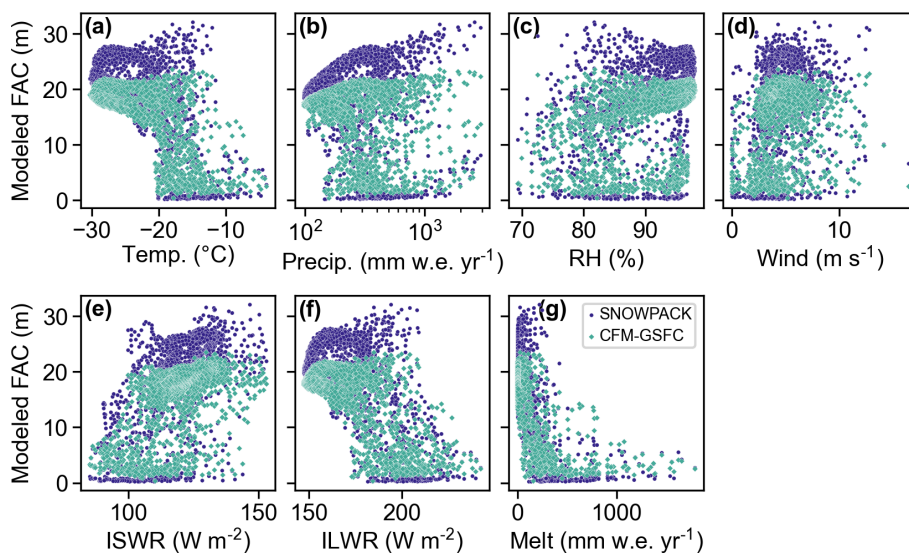 (a) (b) (c) (d)
Modeled FAC (m)
30
20
10
0
−30 −20 −10
10² 10³
70 80 90
0 10
Temp. (°C) Precip. (mm w.e. yr⁻¹) RH (%) Wind (m s⁻¹)
(e) (f) (g)
SNOWPACK
CFM-GSFC
Modeled FAC (m)
30
20
10
0
100 150
150 200
0 1000
ISWR (W m⁻²) ILWR (W m⁻²) Melt (mm w.e. yr⁻¹)